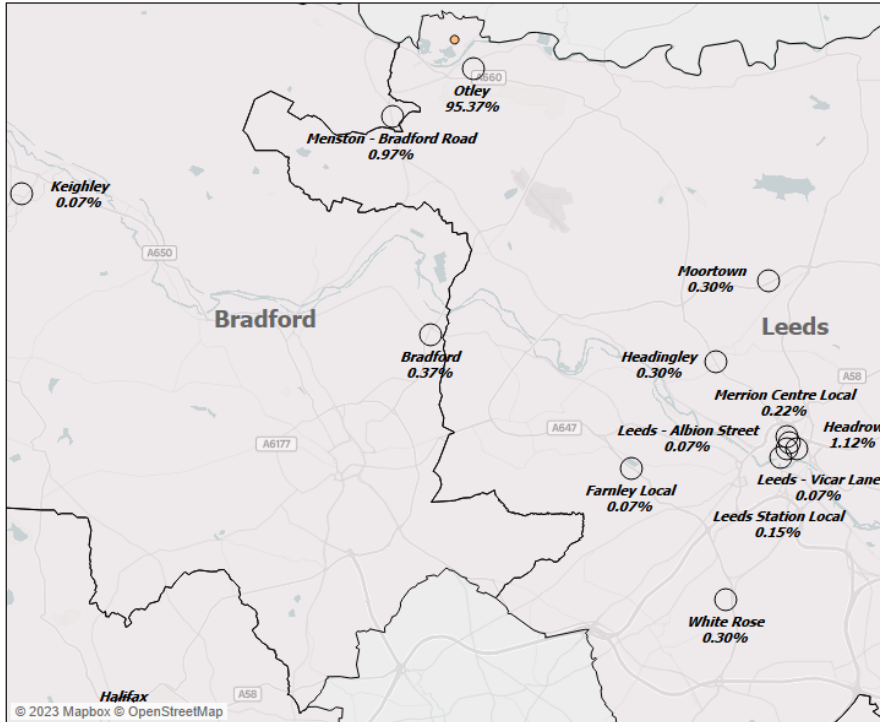 A660
Otley
95.37%
Menston - Bradford Road
0.97%
Keighley
0.07%
A650
Moortown
0.30%
Bradford
Leeds
Bradford
0.37%
Headingley
0.30%
A58
Merrion Centre Local
0.22%
A647
Leeds - Albion Street
0.07%
Headrow
1.12%
A6177
Farnley Local
0.07%
Leeds - Vicar Lane
0.07%
Leeds Station Local
0.15%
White Rose
0.30%
Halifax
A58
© 2023 Mapbox © OpenStreetMap